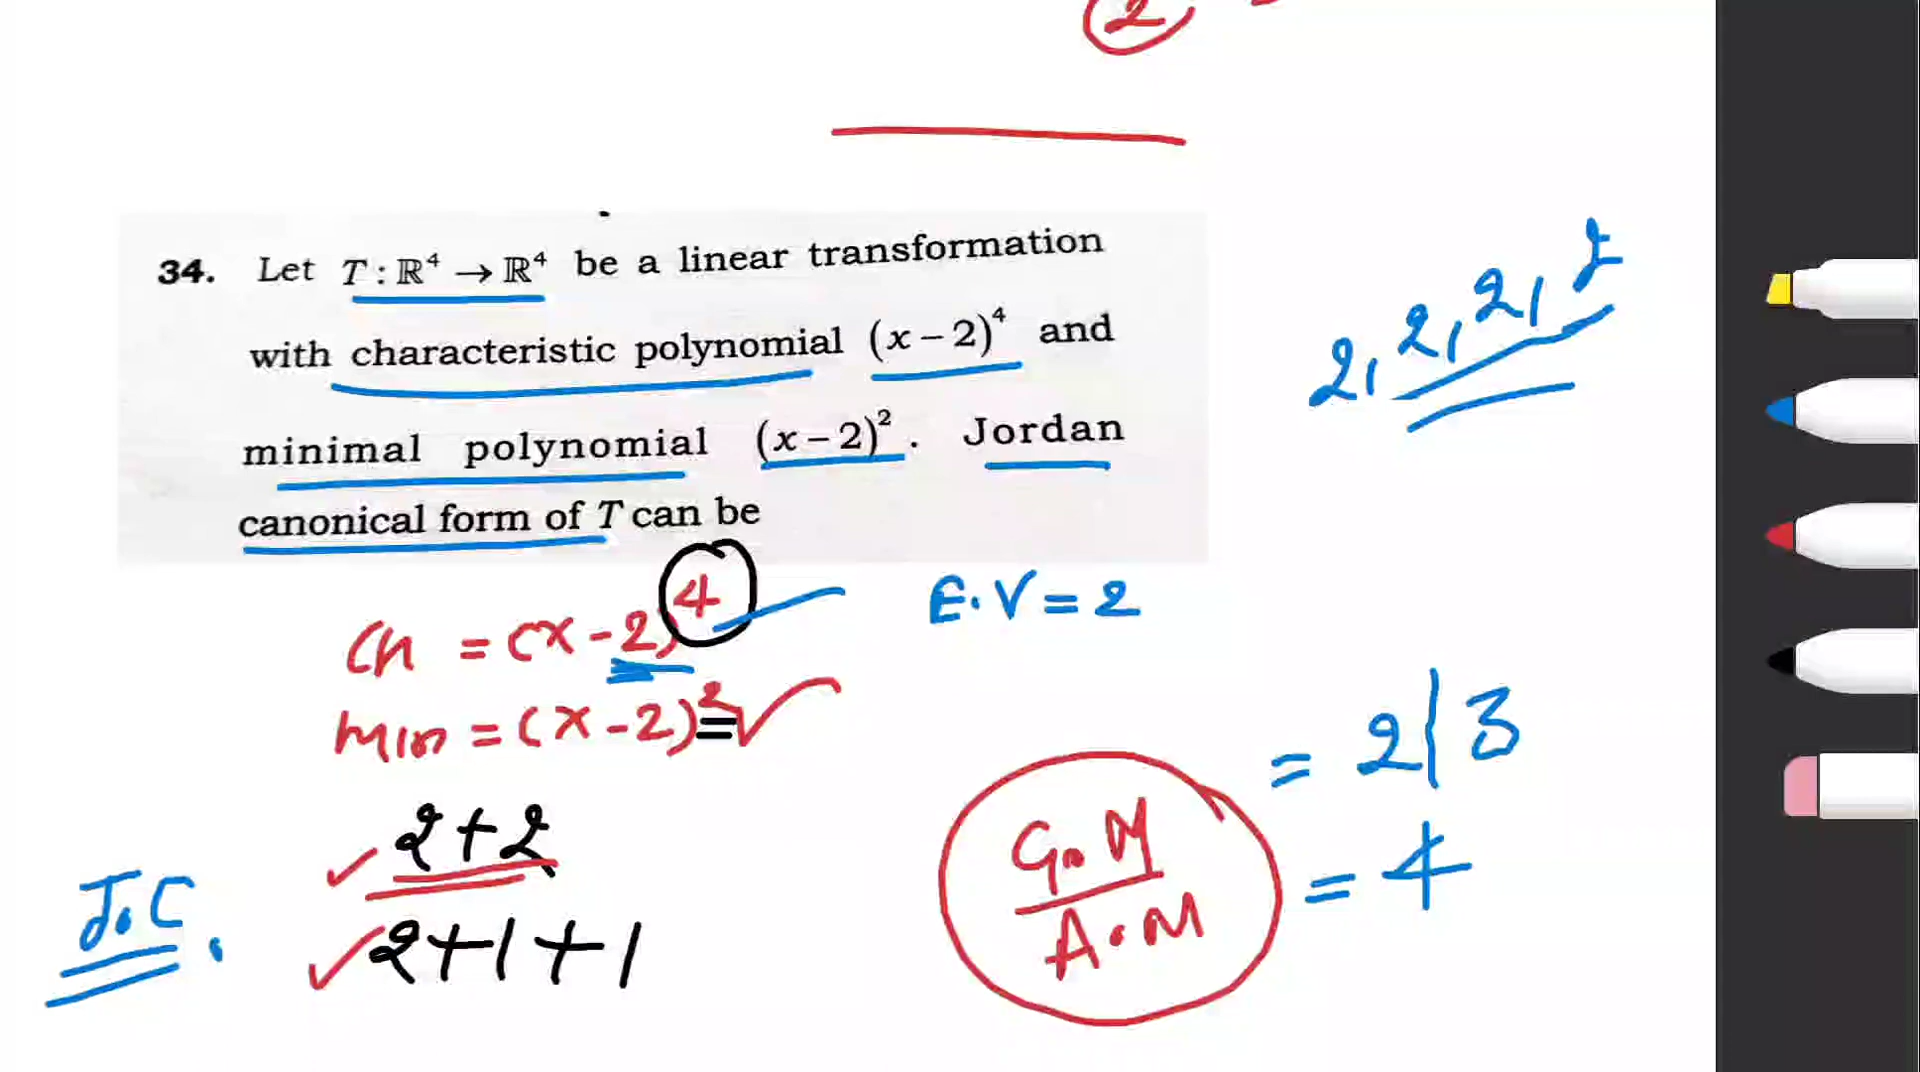 2
34. Let T : ℝ⁴ → ℝ⁴ be a linear transformation
with characteristic polynomial (x – 2)⁴ and
minimal polynomial (x – 2)². Jordan
canonical form of T can be
2, 2, 2, 2
Ch = (x - 2)⁴
E.V = 2
Min = (x - 2)²
= 2 | 3
G.M
A.M
= 4
2 + 2
J.C.
2 + 1 + 1